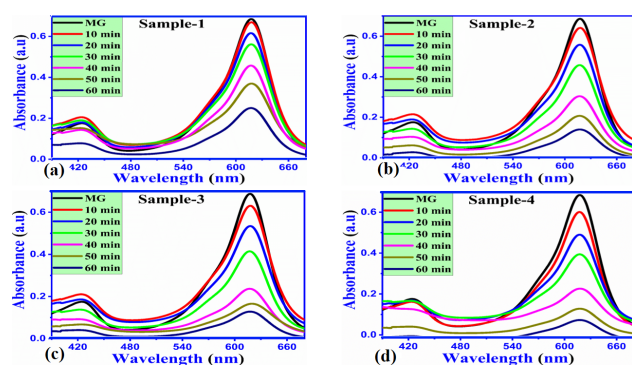 Sample-1
MG
10 min
20 min
30 min
40 min
50 min
60 min
Absorbance (a.u)
0.6
0.4
0.2
0.0
420 480 540 600 660
Wavelength (nm)
(a)
Sample-2
MG
10 min
20 min
30 min
40 min
50 min
60 min
Absorbance (a.u)
0.6
0.4
0.2
0.0
420 480 540 600 660
Wavelength (nm)
(b)
Sample-3
MG
10 min
20 min
30 min
40 min
50 min
60 min
Absorbance (a.u)
0.6
0.4
0.2
0.0
420 480 540 600 660
Wavelength (nm)
(c)
Sample-4
MG
10 min
20 min
30 min
40 min
50 min
60 min
Absorbance (a.u)
0.6
0.4
0.2
0.0
420 480 540 600 660
Wavelength (nm)
(d)